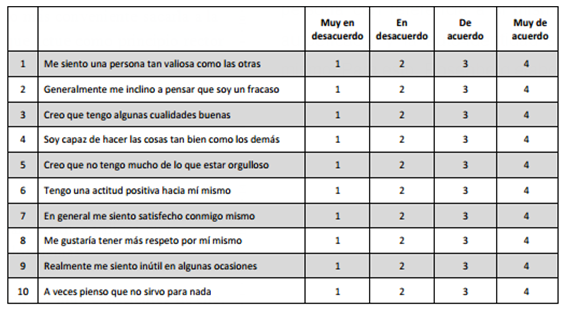 Muy en desacuerdo En desacuerdo De acuerdo Muy de acuerdo
1 Me siento una persona tan valiosa como las otras 1 2 3 4
2 Generalmente me inclino a pensar que soy un fracaso 1 2 3 4
3 Creo que tengo algunas cualidades buenas 1 2 3 4
4 Soy capaz de hacer las cosas tan bien como los demás 1 2 3 4
5 Creo que no tengo mucho de lo que estar orgulloso 1 2 3 4
6 Tengo una actitud positiva hacia mí mismo 1 2 3 4
7 En general me siento satisfecho conmigo mismo 1 2 3 4
8 Me gustaría tener más respeto por mí mismo 1 2 3 4
9 Realmente me siento inútil en algunas ocasiones 1 2 3 4
10 A veces pienso que no sirvo para nada 1 2 3 4